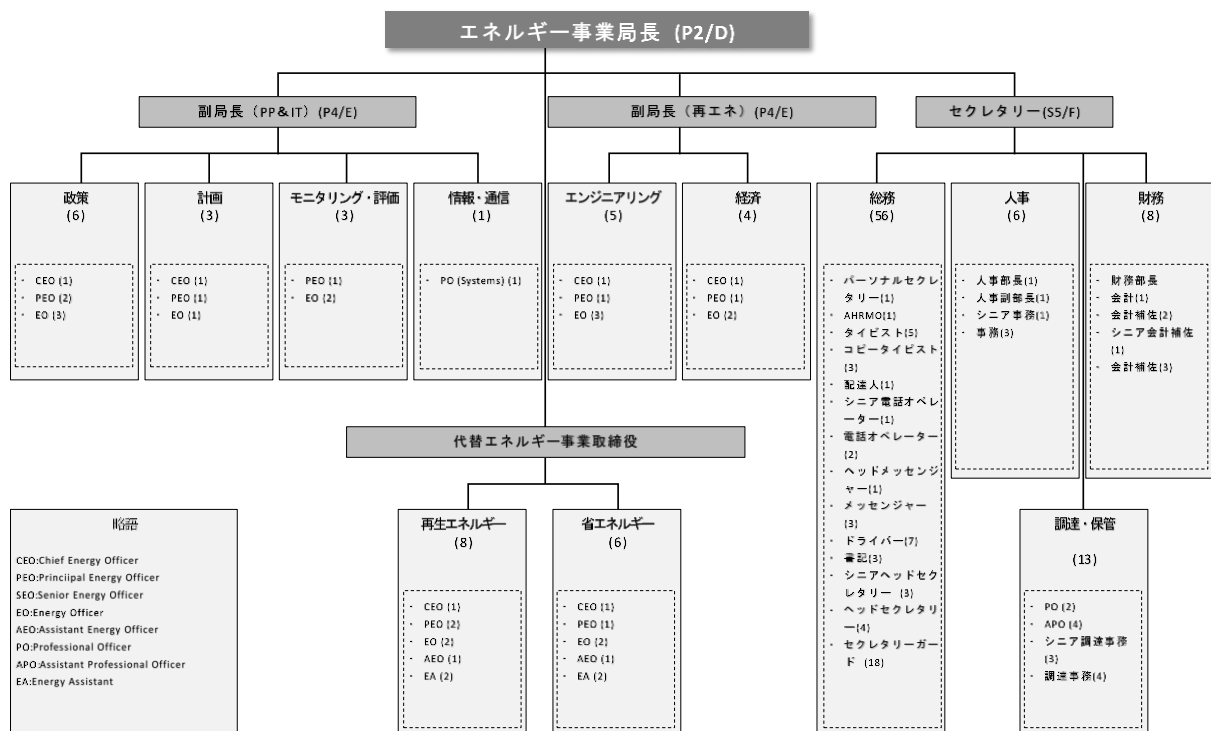 エネルギー事業局長 (P2/D)
副局長（PP&IT）(P4/E)
副局長（再エネ）(P4/E)
セクレタリー(S5/F)
政策
(6)
- CEO (1)
- PEO (2)
- EO (3)
計画
(3)
- CEO (1)
- PEO (1)
- EO (1)
モニタリング・評価
(3)
- PEO (1)
- EO (2)
情報・通信
(1)
- PO (Systems) (1)
エンジニアリング
(5)
- CEO (1)
- PEO (1)
- EO (3)
経済
(4)
- CEO (1)
- PEO (1)
- EO (2)
総務
(56)
- パーソナルセクレ
タリー(1)
- AHRMO(1)
- タイピスト(5)
- コピータイピスト
(3)
- 配達人(1)
- シニア電話オペレ
ーター(1)
- 電話オペレーター
(2)
- ヘッドメッセンジ
ャー(1)
- メッセンジャー
(3)
- ドライバー(7)
- 書記(3)
- シニアヘッドセク
レタリー (3)
- ヘッドセクレタリ
ー(4)
- セクレタリーガー
ド (18)
人事
(6)
- 人事部長(1)
- 人事副部長(1)
- シニア事務(1)
- 事務(3)
財務
(8)
- 財務部長
- 会計(1)
- 会計補佐(2)
- シニア会計補佐
(1)
- 会計補佐(3)
代替エネルギー事業取締役
再生エネルギー
(8)
- CEO (1)
- PEO (2)
- EO (2)
- AEO (1)
- EA (2)
省エネルギー
(6)
- CEO (1)
- PEO (1)
- EO (2)
- AEO (1)
- EA (2)
調達・保管
(13)
- PO (2)
- APO (4)
- シニア調達事務
(3)
- 調達事務(4)
略語
CEO:Chief Energy Officer
PEO:Princiipal Energy Officer
SEO:Senior Energy Officer
EO:Energy Officer
AEO:Assistant Energy Officer
PO:Professional Officer
APO:Assistant Professional Officer
EA:Energy Assistant